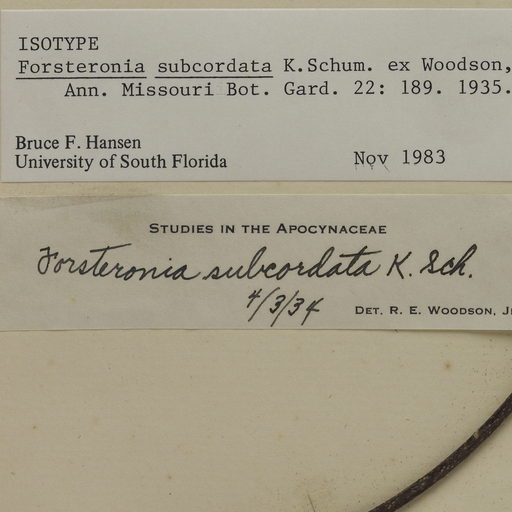 ISOTYPE
Forsteronia subcordata K.Schum. ex Woodson,
Ann. Missouri Bot. Gard. 22: 189. 1935.
Bruce F. Hansen
University of South Florida
Nov 1983
STUDIES IN THE APOCYNACEAE
Forsteronia subcordata K. Sch.
4/3/34
DET. R. E. WOODSON, J